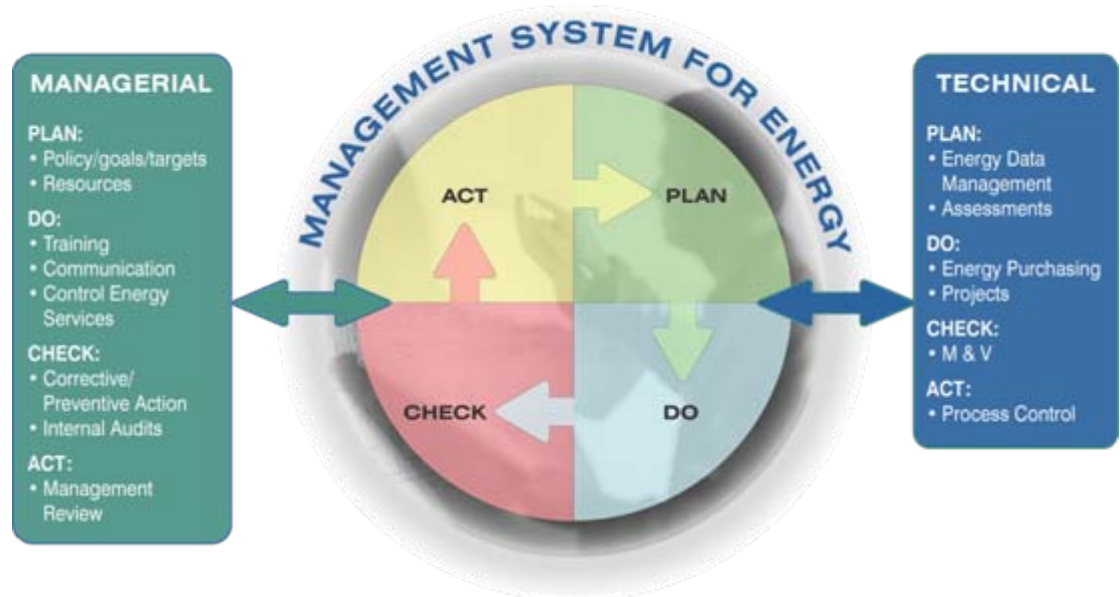 MANAGEMENT SYSTEM FOR ENERGY
MANAGERIAL
PLAN:
• Policy/goals/targets
• Resources
DO:
• Training
• Communication
• Control Energy
Services
CHECK:
• Corrective/
Preventive Action
• Internal Audits
ACT:
• Management
Review
ACT
PLAN
CHECK
DO
TECHNICAL
PLAN:
• Energy Data
Management
• Assessments
DO:
• Energy Purchasing
• Projects
CHECK:
• M & V
ACT:
• Process Control